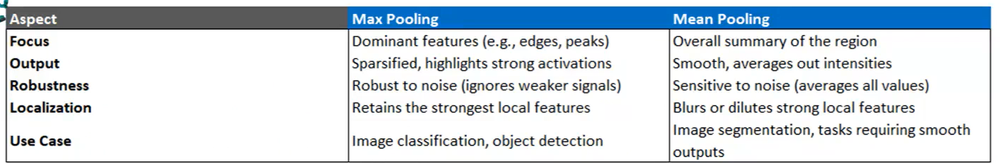 Aspect Max Pooling Mean Pooling
Focus Dominant features (e.g., edges, peaks) Overall summary of the region
Output Sparsified, highlights strong activations Smooth, averages out intensities
Robustness Robust to noise (ignores weaker signals) Sensitive to noise (averages all values)
Localization Retains the strongest local features Blurs or dilutes strong local features
Use Case Image classification, object detection Image segmentation, tasks requiring smooth
outputs